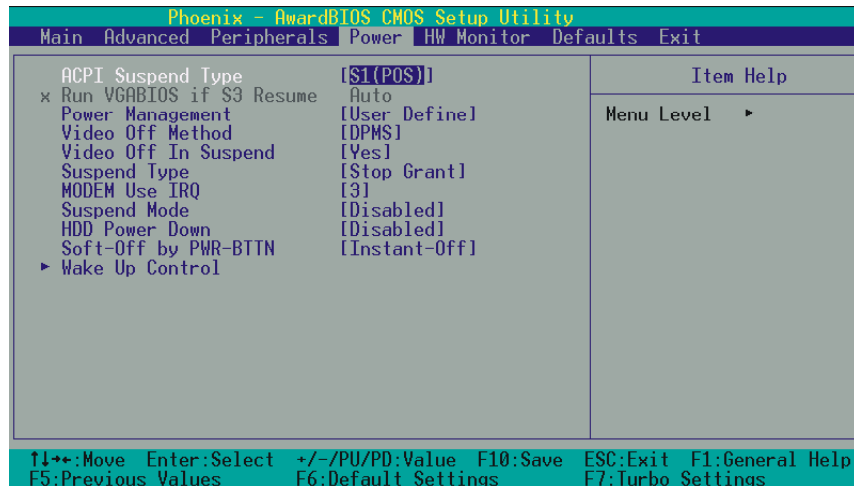 Phoenix - AwardBIOS CMOS Setup Utility
Main Advanced Peripherals Power HW Monitor Defaults Exit
ACPI Suspend Type [S1(POS)] Item Help
x Run VGABIOS if S3 Resume Auto
Power Management [User Define] Menu Level ►
Video Off Method [DPMS]
Video Off In Suspend [Yes]
Suspend Type [Stop Grant]
MODEM Use IRQ [3]
Suspend Mode [Disabled]
HDD Power Down [Disabled]
Soft-Off by PWR-BTTN [Instant-Off]
► Wake Up Control
↑↓→←:Move Enter:Select +/-/PU/PD:Value F10:Save ESC:Exit F1:General Help
F5:Previous Values F6:Default Settings F7:Turbo Settings